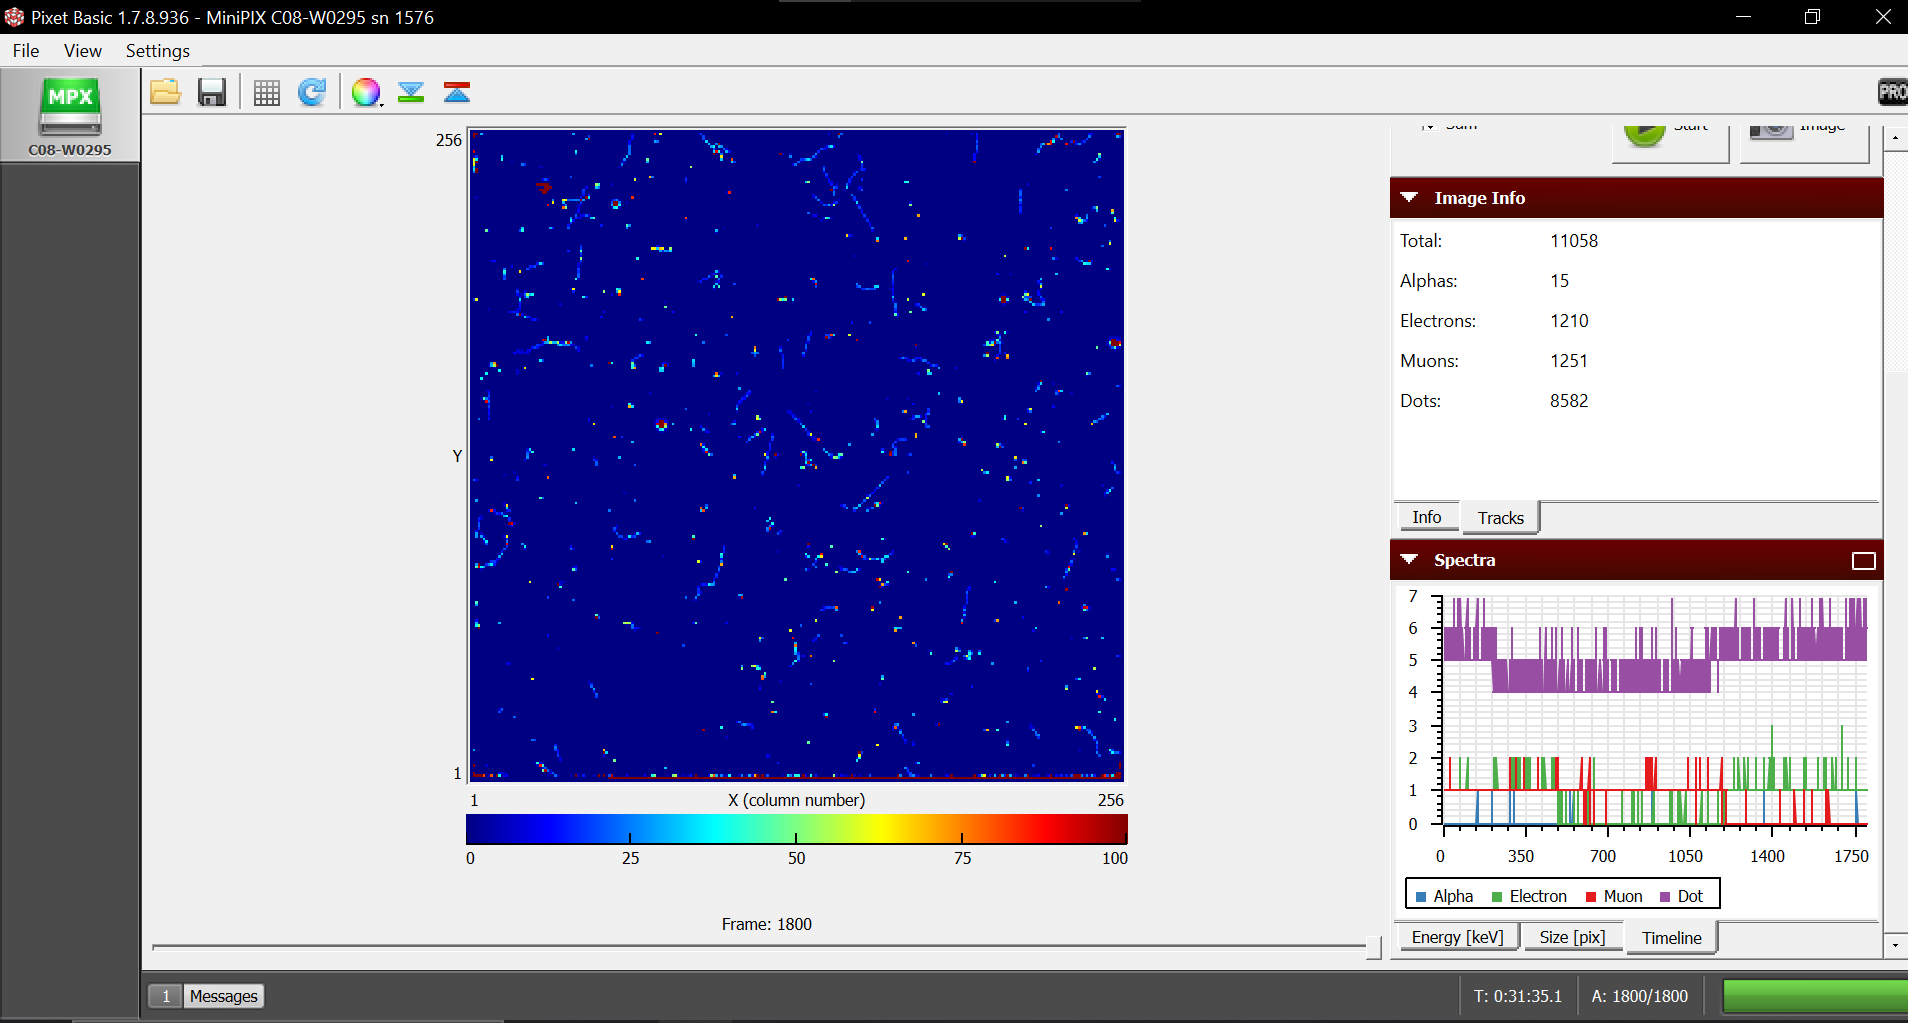 Pixet Basic 1.7.8.936 - MiniPIX C08-W0295 sn 1576
File View Settings
MPX
C08-W0295
PRO
Sum
Start
Image
256
Y
1
1 X (column number) 256
0 25 50 75 100
Frame: 1800
Image Info
Total: 11058
Alphas: 15
Electrons: 1210
Muons: 1251
Dots: 8582
Info Tracks
Spectra
7
6
5
4
3
2
1
0
0 350 700 1050 1400 1750
Alpha Electron Muon Dot
Energy [keV] Size [pix] Timeline
1 Messages
T: 0:31:35.1 A: 1800/1800